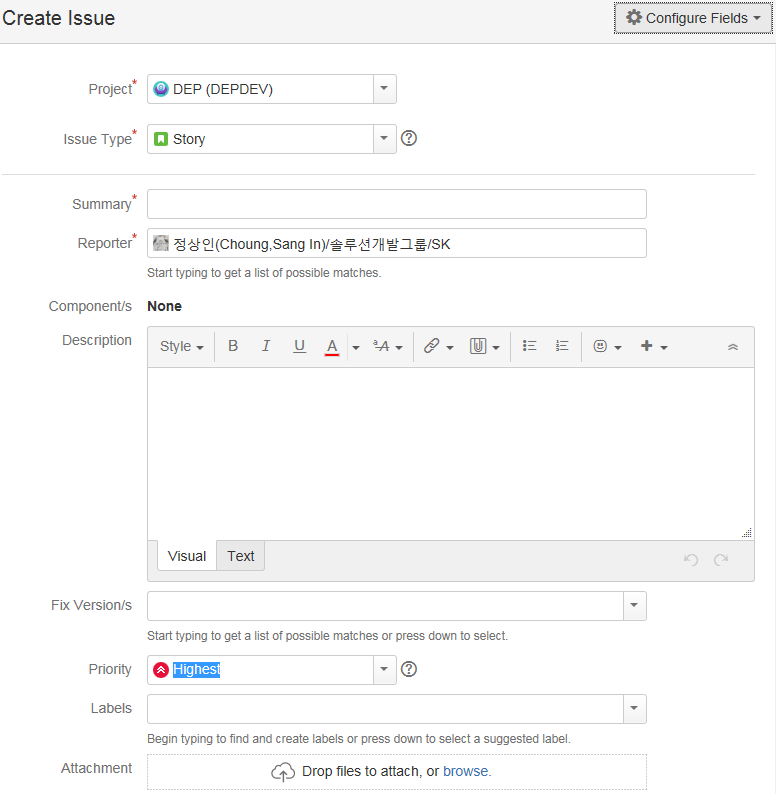 Create Issue
Configure Fields
Project*
DEP (DEPDEV)
Issue Type*
Story
Summary*
Reporter*
정상인(Choung,Sang In)/솔루션개발그룹/SK
Start typing to get a list of possible matches.
Component/s
None
Description
Style B I U A ªA
Visual Text
Fix Version/s
Start typing to get a list of possible matches or press down to select.
Priority
Highest
Labels
Begin typing to find and create labels or press down to select a suggested label.
Attachment
Drop files to attach, or browse.